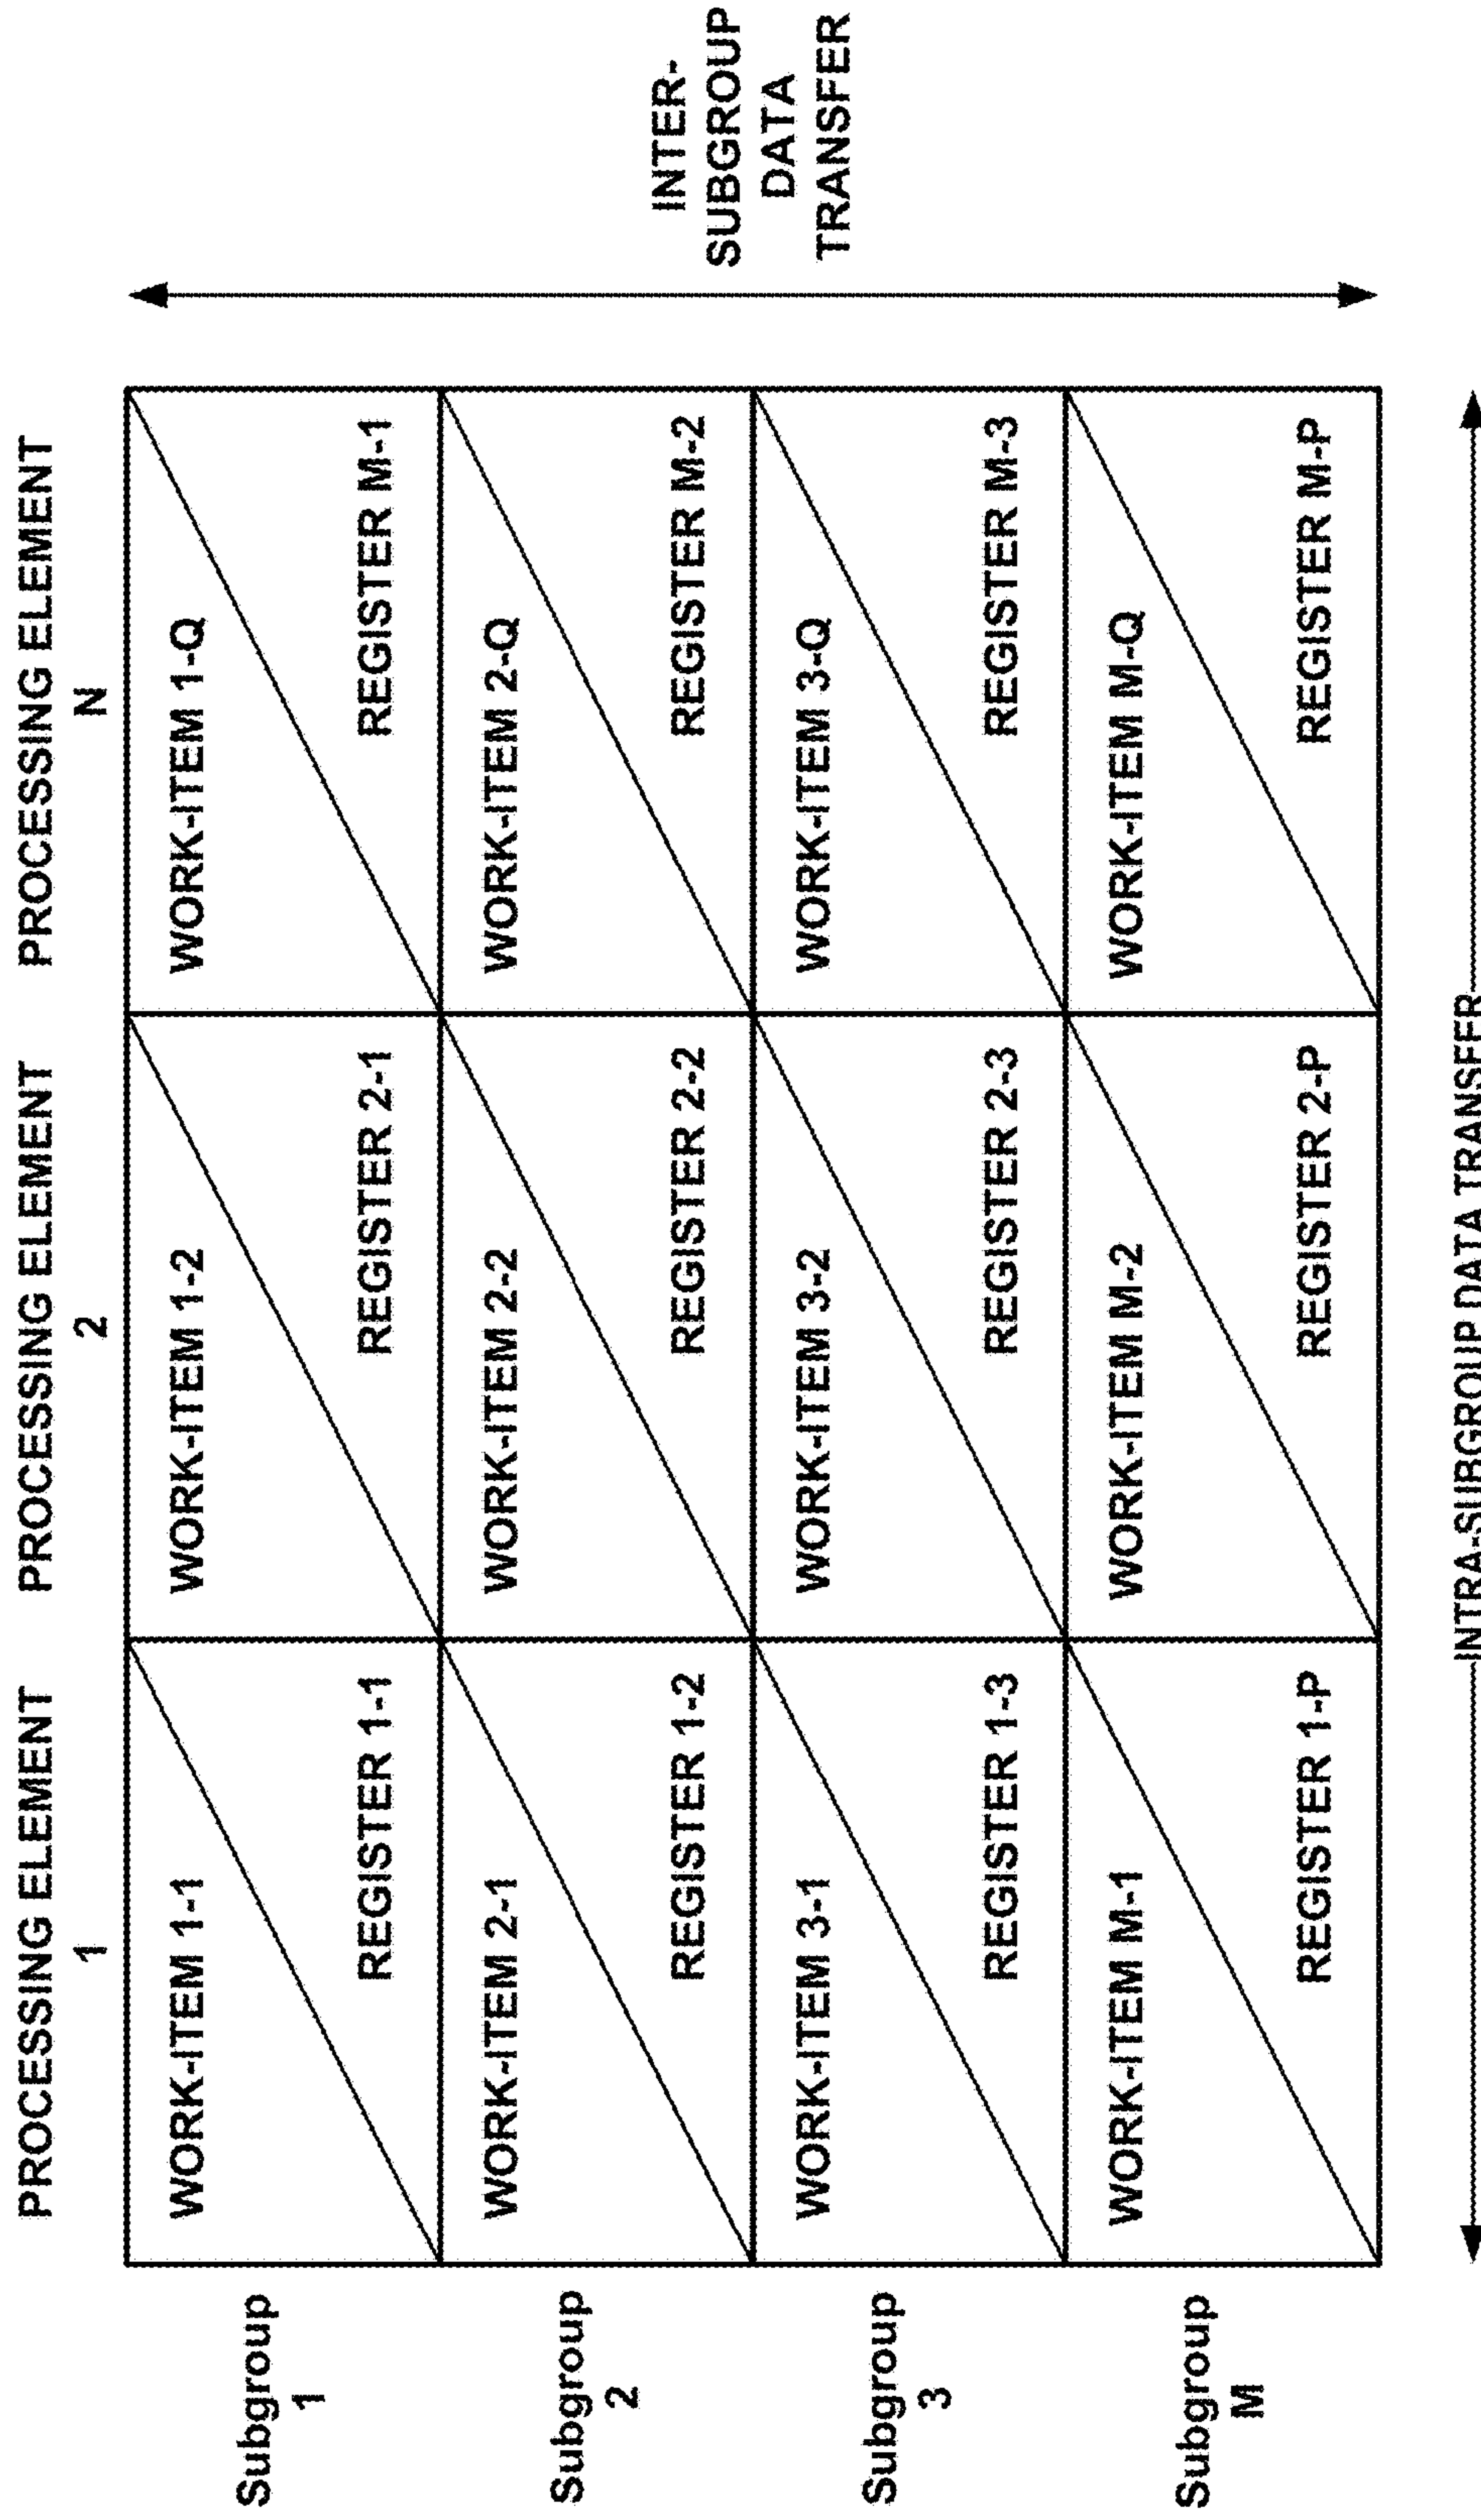 PROCESSING ELEMENT
1
PROCESSING ELEMENT
2
PROCESSING ELEMENT
N
Subgroup
1
WORK-ITEM 1-1
REGISTER 1-1
WORK-ITEM 1-2
REGISTER 2-1
WORK-ITEM 1-Q
REGISTER M-1
Subgroup
2
WORK-ITEM 2-1
REGISTER 1-2
WORK-ITEM 2-2
REGISTER 2-2
WORK-ITEM 2-Q
REGISTER M-2
Subgroup
3
WORK-ITEM 3-1
REGISTER 1-3
WORK-ITEM 3-2
REGISTER 2-3
WORK-ITEM 3-Q
REGISTER M-3
Subgroup
M
WORK-ITEM M-1
REGISTER 1-P
WORK-ITEM M-2
REGISTER 2-P
WORK-ITEM M-Q
REGISTER M-P
INTER-
SUBGROUP
DATA
TRANSFER
INTRA-SUBGROUP DATA TRANSFER